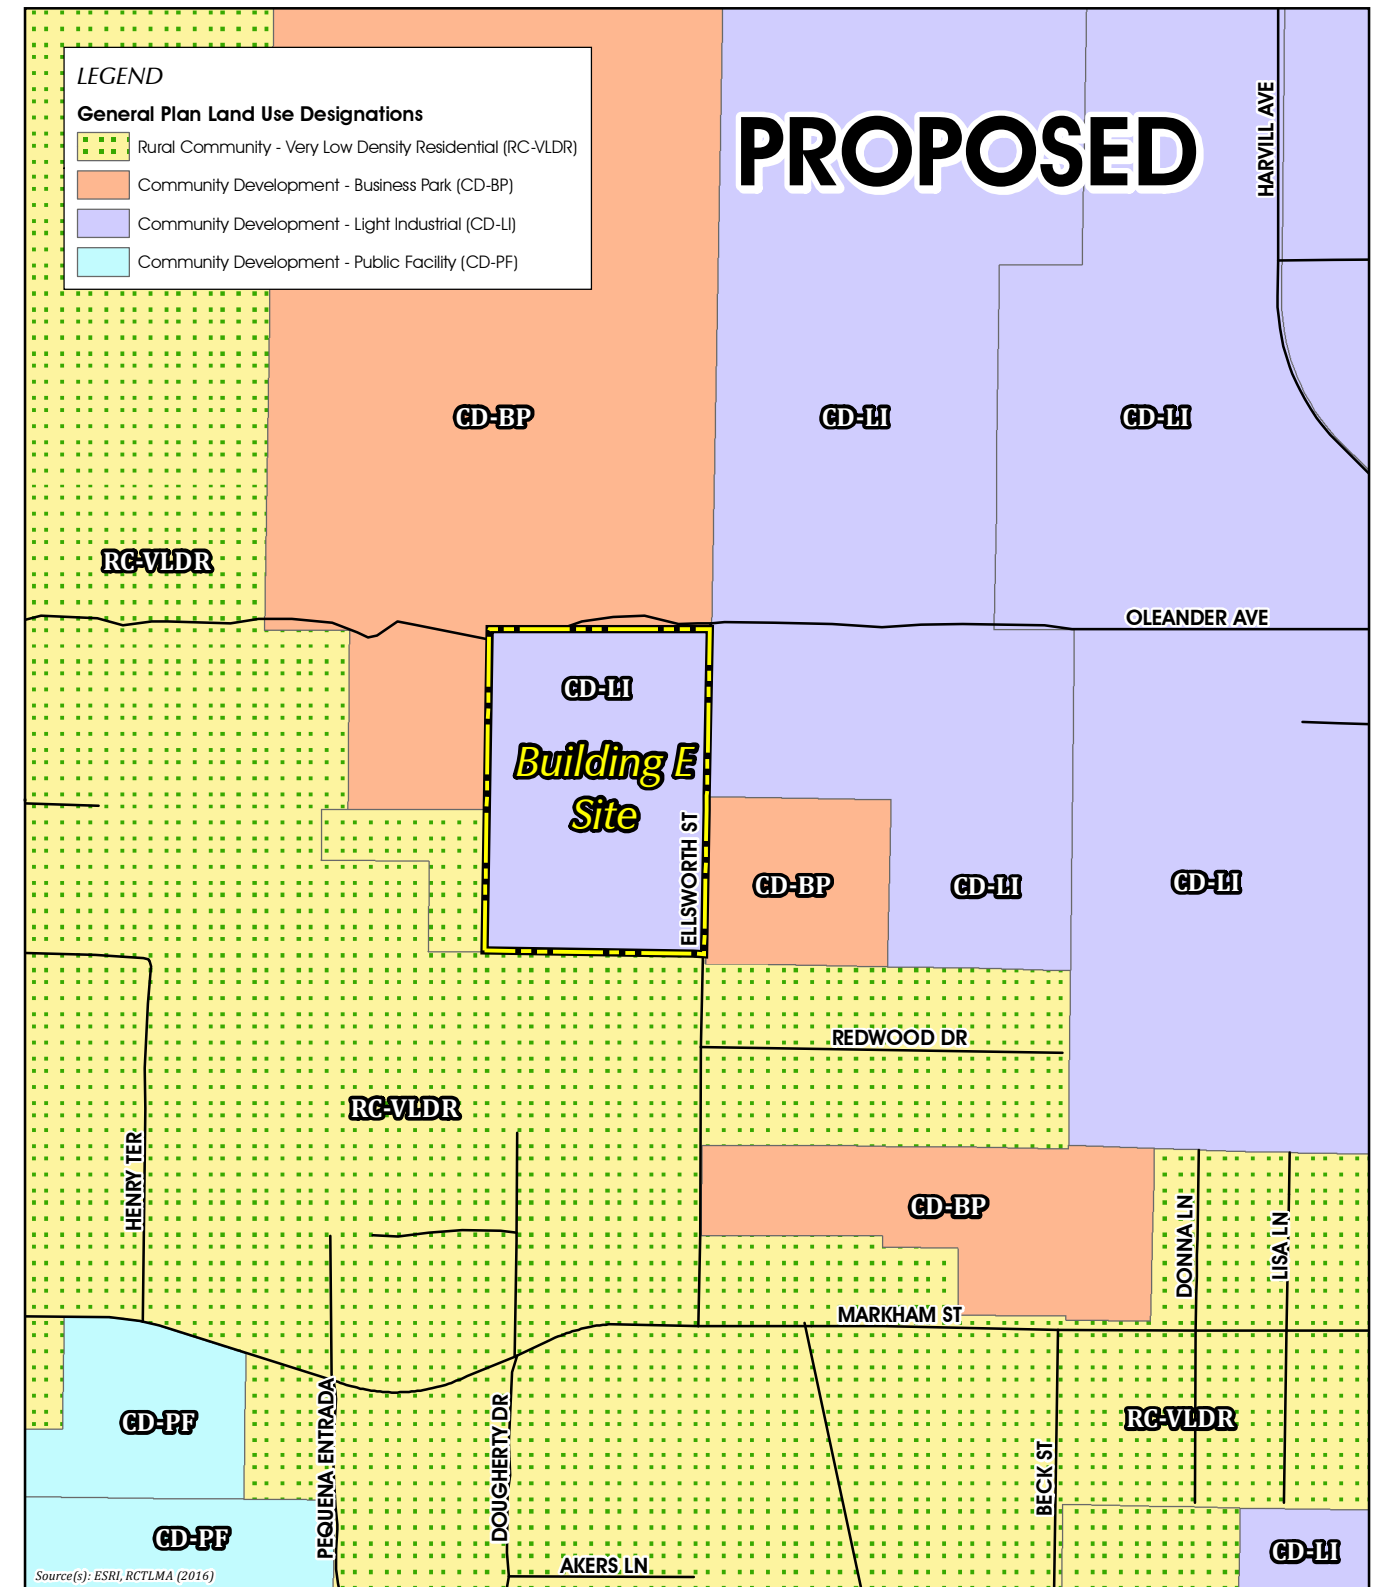 LEGEND
General Plan Land Use Designations
Rural Community - Very Low Density Residential (RC-VLDR)
Community Development - Business Park (CD-BP)
Community Development - Light Industrial (CD-LI)
Community Development - Public Facility (CD-PF)
PROPOSED
HARVILL AVE
CD-BP
CD-LI
CD-LI
RC-VLDR
OLEANDER AVE
CD-LI
Building E
Site
ELLSWORTH ST
CD-BP
CD-LI
CD-LI
REDWOOD DR
RC-VLDR
HENRY TER
CD-BP
DONNA LN
LISA LN
MARKHAM ST
CD-PF
PEQUENA ENTRADA
DOUGHERTY DR
RC-VLDR
BECK ST
CD-PF
AKERS LN
CD-LI
Source(s): ESRI, RCTLMA (2016)